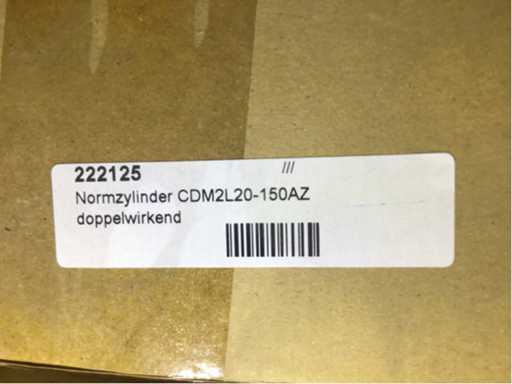 222125 ///
Normzylinder CDM2L20-150AZ
doppelwirkend